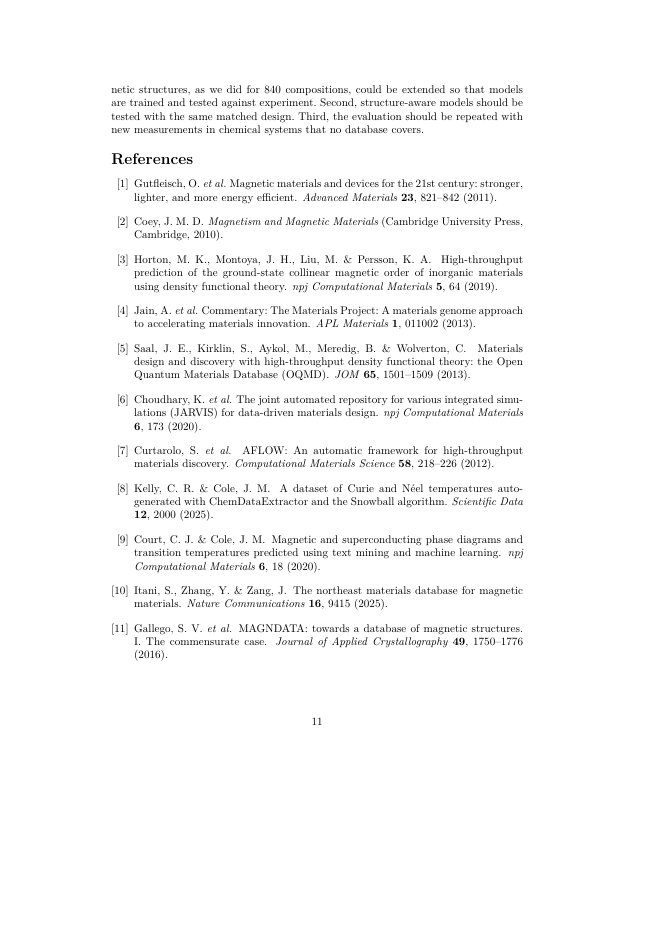 netic structures, as we did for 840 compositions, could be extended so that models
are trained and tested against experiment. Second, structure-aware models should be
tested with the same matched design. Third, the evaluation should be repeated with
new measurements in chemical systems that no database covers.
References
[1] Gutfleisch, O. et al. Magnetic materials and devices for the 21st century: stronger,
lighter, and more energy efficient. Advanced Materials 23, 821–842 (2011).
[2] Coey, J. M. D. Magnetism and Magnetic Materials (Cambridge University Press,
Cambridge, 2010).
[3] Horton, M. K., Montoya, J. H., Liu, M. & Persson, K. A. High-throughput
prediction of the ground-state collinear magnetic order of inorganic materials
using density functional theory. npj Computational Materials 5, 64 (2019).
[4] Jain, A. et al. Commentary: The Materials Project: A materials genome approach
to accelerating materials innovation. APL Materials 1, 011002 (2013).
[5] Saal, J. E., Kirklin, S., Aykol, M., Meredig, B. & Wolverton, C. Materials
design and discovery with high-throughput density functional theory: the Open
Quantum Materials Database (OQMD). JOM 65, 1501–1509 (2013).
[6] Choudhary, K. et al. The joint automated repository for various integrated simu-
lations (JARVIS) for data-driven materials design. npj Computational Materials
6, 173 (2020).
[7] Curtarolo, S. et al. AFLOW: An automatic framework for high-throughput
materials discovery. Computational Materials Science 58, 218–226 (2012).
[8] Kelly, C. R. & Cole, J. M. A dataset of Curie and Néel temperatures auto-
generated with ChemDataExtractor and the Snowball algorithm. Scientific Data
12, 2000 (2025).
[9] Court, C. J. & Cole, J. M. Magnetic and superconducting phase diagrams and
transition temperatures predicted using text mining and machine learning. npj
Computational Materials 6, 18 (2020).
[10] Itani, S., Zhang, Y. & Zang, J. The northeast materials database for magnetic
materials. Nature Communications 16, 9415 (2025).
[11] Gallego, S. V. et al. MAGNDATA: towards a database of magnetic structures.
I. The commensurate case. Journal of Applied Crystallography 49, 1750–1776
(2016).
11